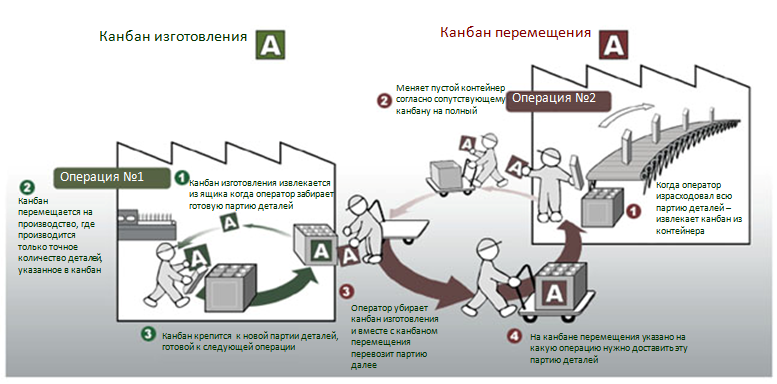 Канбан изготовления A
Канбан перемещения A
Меняет пустой контейнер
2 согласно сопутствующему
канбану на полный
Операция №2
Операция №1
1 Канбан изготовления извлекается
из ящика когда оператор забирает
готовую партию деталей
2
Канбан
перемещается на
производство, где
производится
только точное
количество деталей,
указанное в канбан
A
A
A
A
A
A
A
1
Когда оператор
израсходовал всю
партию деталей –
извлекает канбан из
контейнера
3
Оператор убирает
канбан изготовления
и вместе с канбаном
перемещения
перевозит партию
далее
3 Канбан крепится к новой партии деталей,
готовой к следующей операции
4 На канбане перемещения указано на
какую операцию нужно доставить эту
партию деталей